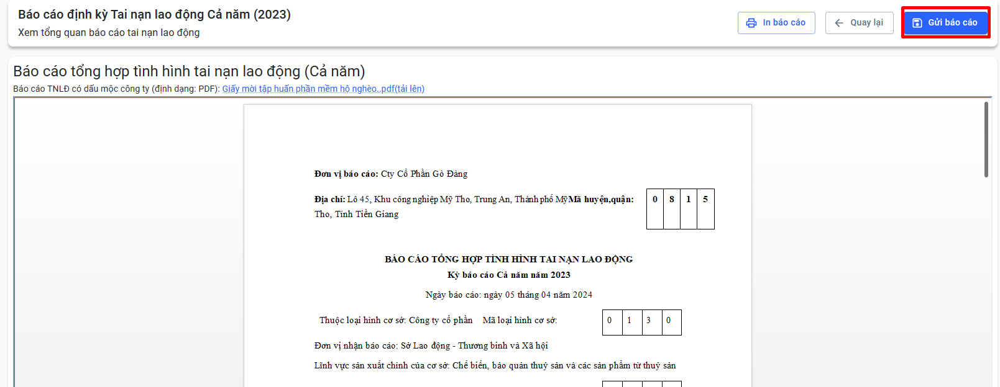 Báo cáo định kỳ Tai nạn lao động Cả năm (2023)
Xem tổng quan báo cáo tai nạn lao động
In báo cáo
Quay lại
Gửi báo cáo
Báo cáo tổng hợp tình hình tai nạn lao động (Cả năm)
Báo cáo TNLĐ có dấu mộc công ty (định dạng: PDF): Giấy mời tập huấn phần mềm hộ nghèo..pdf(tải lên)
Đơn vị báo cáo: Cty Cổ Phần Gò Đàng
Địa chỉ: Lô 45, Khu công nghiệp Mỹ Tho, Trung An, Thành phố Mỹ
Tho, Tỉnh Tiền Giang
Mã huyện,quận: 0 8 1 5
BÁO CÁO TỔNG HỢP TÌNH HÌNH TAI NẠN LAO ĐỘNG
Kỳ báo cáo Cả năm năm 2023
Ngày báo cáo: ngày 05 tháng 04 năm 2024
Thuộc loại hình cơ sở: Công ty cổ phần Mã loại hình cơ sở: 0 1 3 0
Đơn vị nhận báo cáo: Sở Lao động - Thương binh và Xã hội
Lĩnh vực sản xuất chính của cơ sở: Chế biến, bảo quản thuỷ sản và các sản phẩm từ thuỷ sản